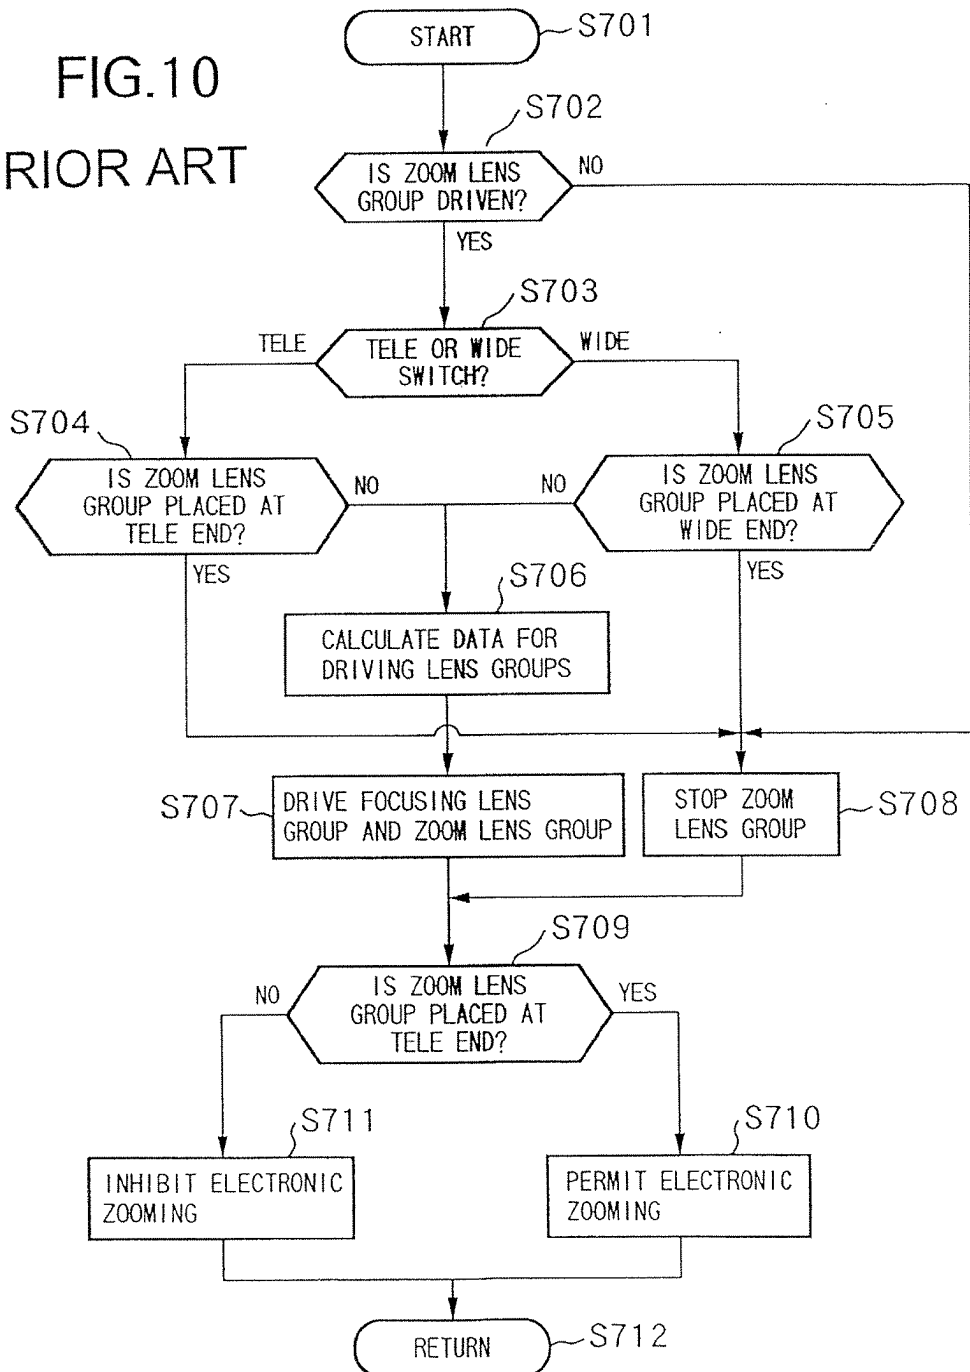 FIG.10
RIOR ART
START
S701
S702
IS ZOOM LENS
GROUP DRIVEN?
NO
YES
S703
TELE
TELE OR WIDE
SWITCH?
WIDE
S704
IS ZOOM LENS
GROUP PLACED AT
TELE END?
NO
YES
S705
NO
IS ZOOM LENS
GROUP PLACED AT
WIDE END?
YES
S706
CALCULATE DATA FOR
DRIVING LENS GROUPS
S707
DRIVE FOCUSING LENS
GROUP AND ZOOM LENS GROUP
STOP ZOOM
LENS GROUP
S708
S709
NO
IS ZOOM LENS
GROUP PLACED AT
TELE END?
YES
S711
INHIBIT ELECTRONIC
ZOOMING
S710
PERMIT ELECTRONIC
ZOOMING
RETURN
S712